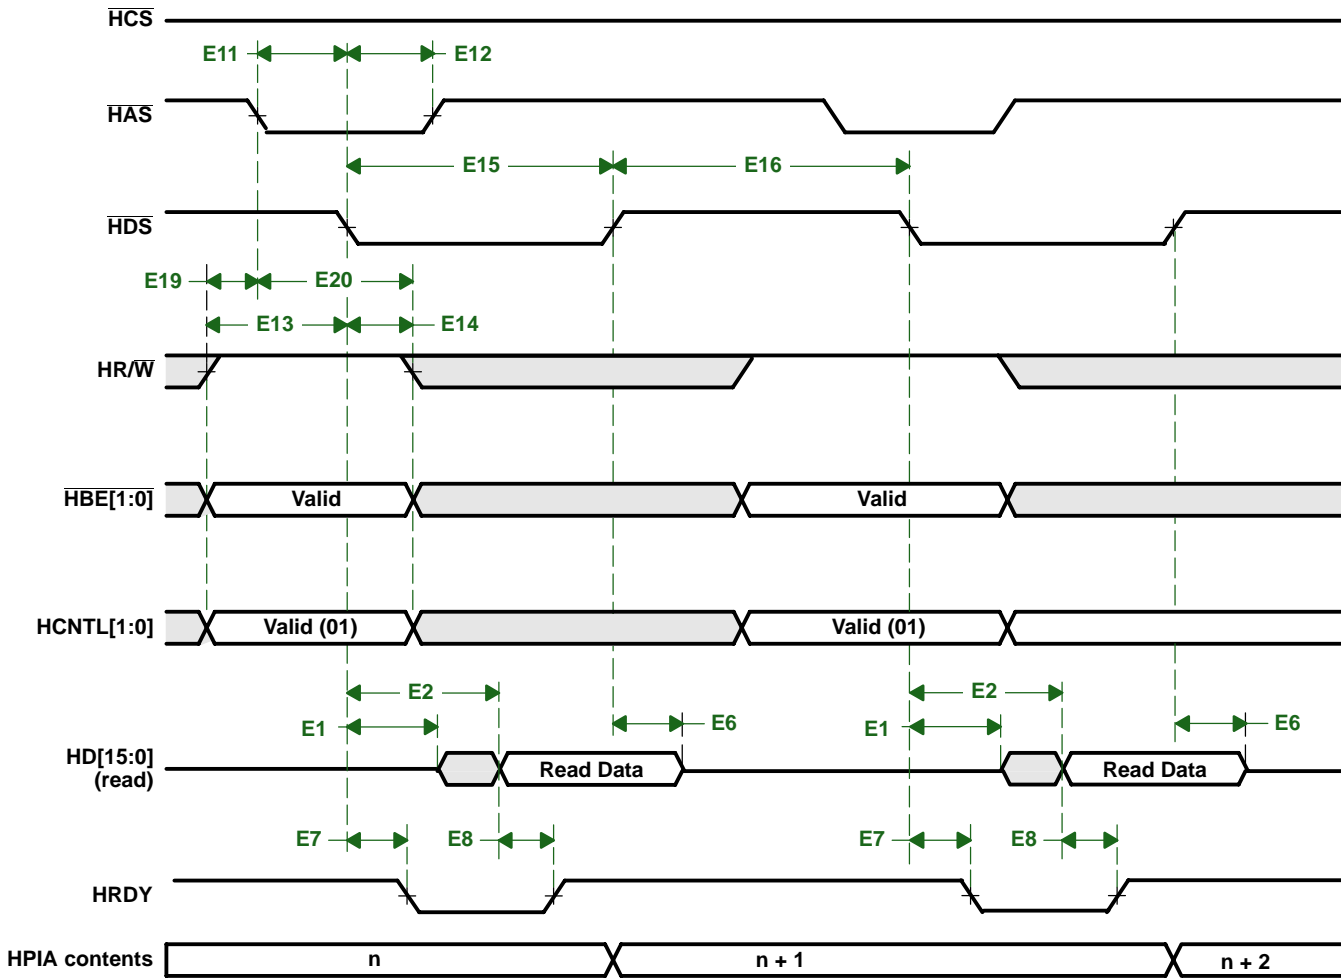 HCS
E11 E12
HAS
E15 E16
HDS
E19 E20
E13 E14
HR/W
HBE[1:0] Valid Valid
HCNTL[1:0] Valid (01) Valid (01)
E2 E2
E1 E6 E1 E6
HD[15:0]
(read) Read Data Read Data
E7 E8 E7 E8
HRDY
HPIA contents n n + 1 n + 2